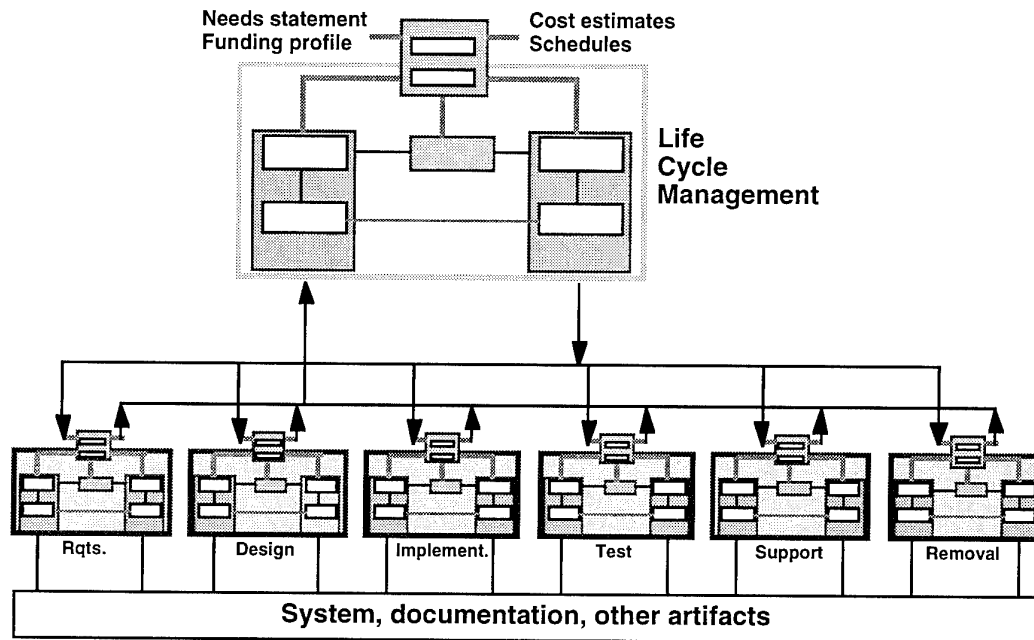 Needs statement
Funding profile
Cost estimates
Schedules
Life
Cycle
Management
Rqts.
Design
Implement.
Test
Support
Removal
System, documentation, other artifacts